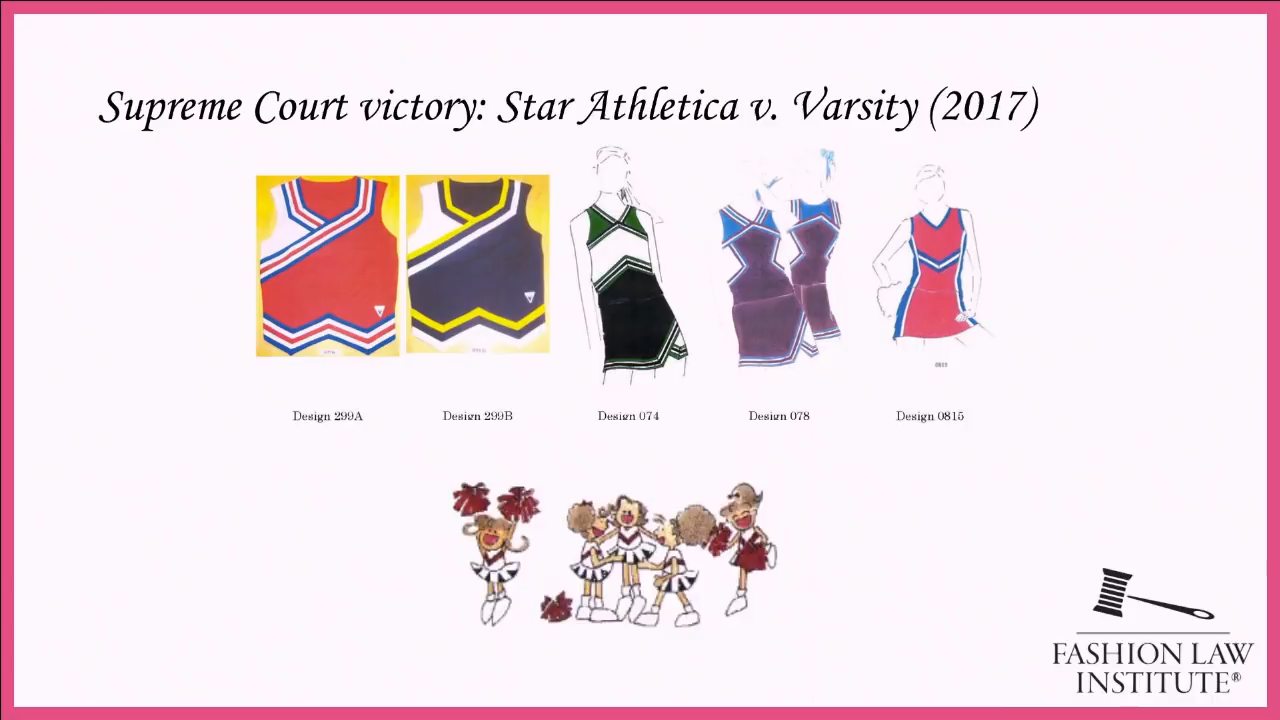 Supreme Court victory: Star Athletica v. Varsity (2017)
Design 299A
Design 299B
Design 074
Design 078
Design 0815
FASHION LAW
INSTITUTE®